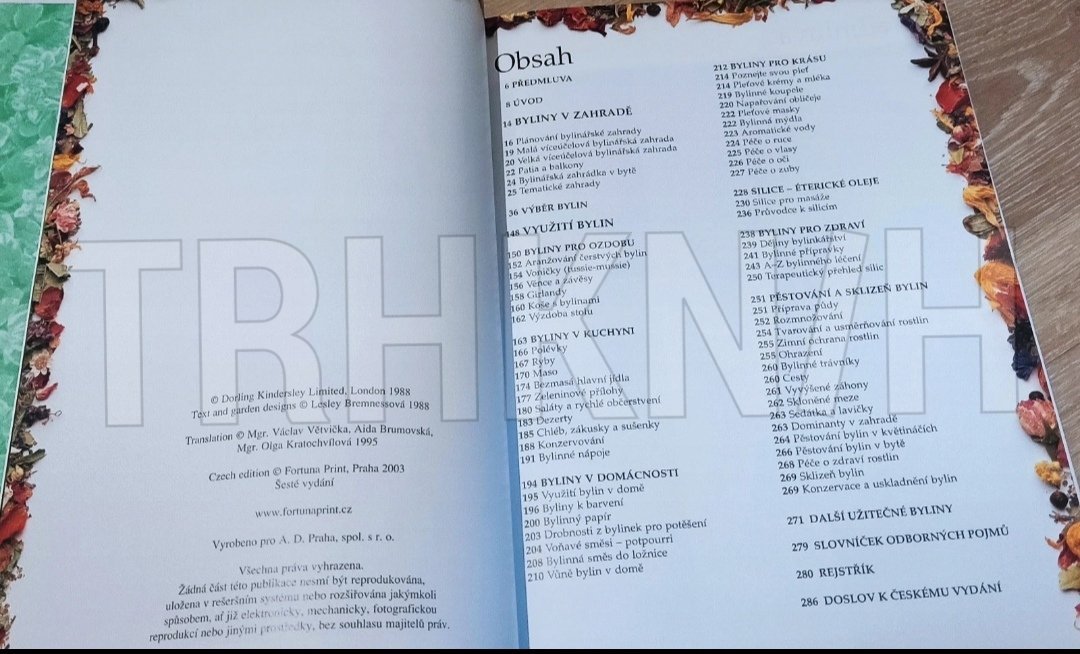 © Dorling Kindersley Limited, London 1988
Text and garden designs © Lesley Bremnessová 1988
Translation © Mgr. Václav Větvička, Aida Brumovská,
Mgr. Olga Kratochvílová 1995
Czech edition © Fortuna Print, Praha 2003
Šesté vydání
www.fortunaprint.cz
Vyrobeno pro A. D. Praha, spol. s r. o.
Všechna práva vyhrazena.
Žádná část této publikace nesmí být reprodukována,
uložena v rešeršním systému nebo rozšiřována jakýmkoli
způsobem, ať již elektronicky, mechanicky, fotografickou
reprodukcí nebo jinými prostředky, bez souhlasu majitelů práv.
Obsah
6 PŘEDMLUVA
8 ÚVOD
14 BYLINY V ZAHRADĚ
16 Plánování bylinářské zahrady
19 Malá víceúčelová bylinářská zahrada
20 Velká víceúčelová bylinářská zahrada
22 Patia a balkony
24 Bylinářská zahrádka v bytě
25 Tematické zahrady
36 VÝBĚR BYLIN
148 VYUŽITÍ BYLIN
150 BYLINY PRO OZDOBU
152 Aranžování čerstvých bylin
154 Voničky (tussie-mussie)
156 Věnce a závěsy
158 Girlandy
160 Koše s bylinami
162 Výzdoba stolu
163 BYLINY V KUCHYNI
166 Polévky
167 Ryby
170 Maso
174 Bezmasá hlavní jídla
177 Zeleninové přílohy
180 Saláty a rychlé občerstvení
183 Dezerty
185 Chléb, zákusky a sušenky
188 Konzervování
191 Bylinné nápoje
194 BYLINY V DOMÁCNOSTI
195 Využití bylin v domě
196 Byliny k barvení
200 Bylinný papír
203 Drobnosti z bylinek pro potěšení
204 Voňavé směsi – potpourri
208 Bylinná směs do ložnice
210 Vůně bylin v domě
212 BYLINY PRO KRÁSU
214 Poznejte svou pleť
214 Pleťové krémy a mléka
219 Bylinné koupele
220 Napařování obličeje
222 Pleťové masky
222 Bylinná mýdla
223 Aromatické vody
224 Péče o ruce
225 Péče o vlasy
226 Péče o oči
227 Péče o zuby
228 SILICE – ÉTERICKÉ OLEJE
230 Silice pro masáže
236 Průvodce k silicím
238 BYLINY PRO ZDRAVÍ
239 Dějiny bylinkářství
241 Bylinné přípravky
243 A–Z bylinného léčení
250 Terapeutický přehled silic
251 PĚSTOVÁNÍ A SKLIZEŇ BYLIN
251 Příprava půdy
252 Rozmnožování
254 Tvarování a usměrňování rostlin
255 Zimní ochrana rostlin
255 Ohrazení
260 Bylinné trávníky
260 Cesty
261 Vyvýšené záhony
262 Skloněné meze
263 Sedátka a lavičky
263 Dominanty v zahradě
264 Pěstování bylin v květináčích
266 Pěstování bylin v bytě
268 Péče o zdraví rostlin
269 Sklizeň bylin
269 Konzervace a uskladnění bylin
271 DALŠÍ UŽITEČNÉ BYLINY
279 SLOVNÍČEK ODBORNÝCH POJMŮ
280 REJSTŘÍK
286 DOSLOV K ČESKÉMU VYDÁNÍ
TRHKNIH